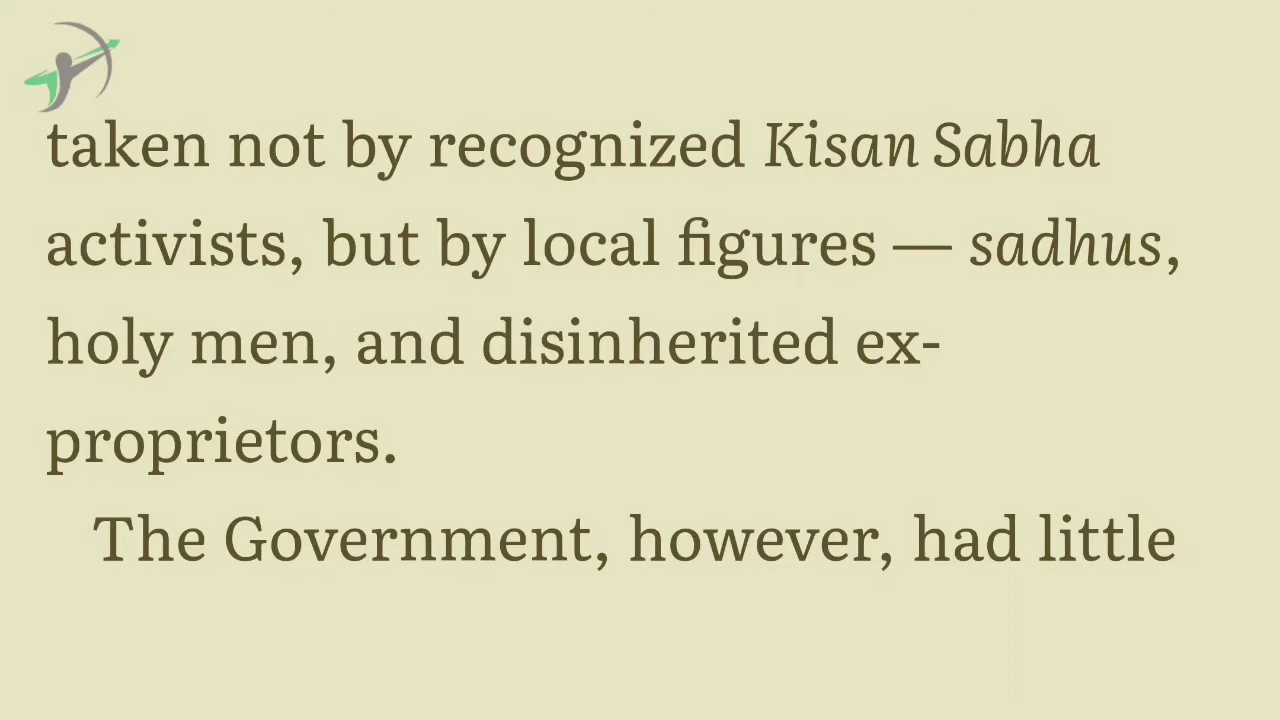 taken not by recognized Kisan Sabha
activists, but by local figures — sadhus,
holy men, and disinherited ex-
proprietors.
The Government, however, had little